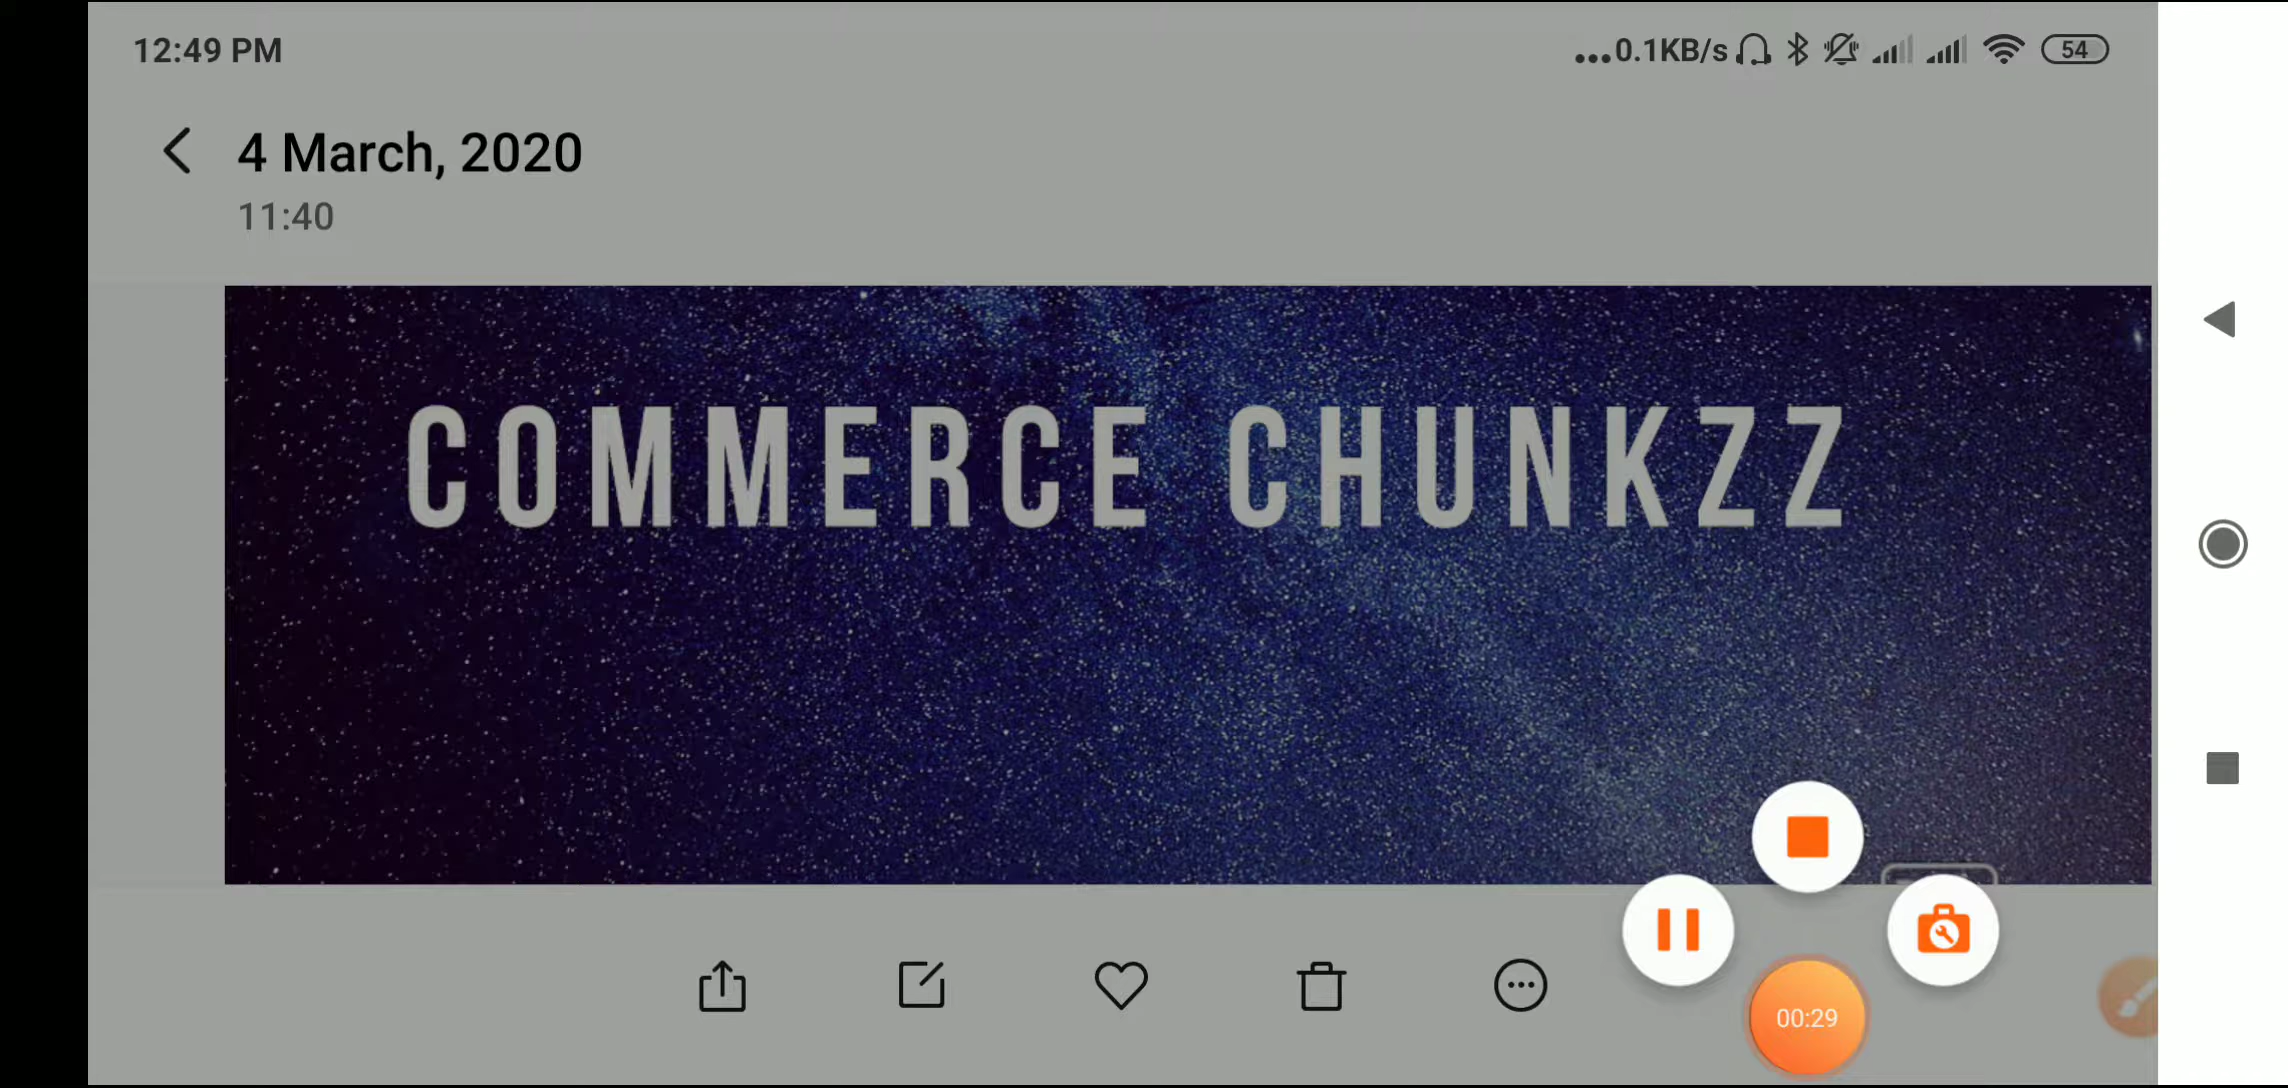 12:49 PM
...0.1KB/s
54
4 March, 2020
11:40
COMMERCE CHUNKZZ
00:29